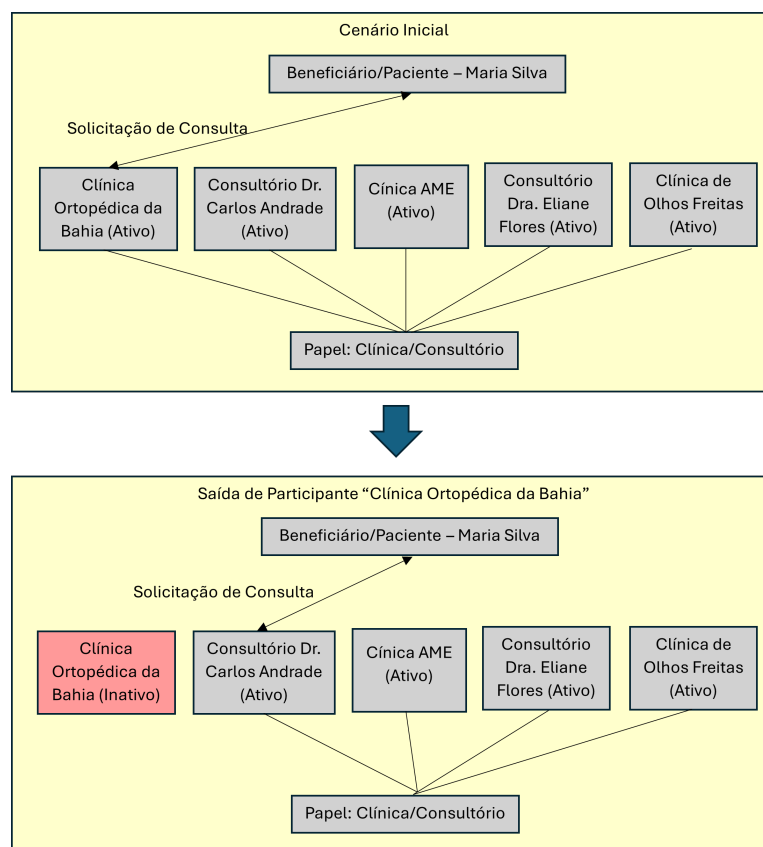 Cenário Inicial
Beneficiário/Paciente – Maria Silva
Solicitação de Consulta
Clínica
Ortopédica da
Bahia (Ativo)
Consultório Dr.
Carlos Andrade
(Ativo)
Cínica AME
(Ativo)
Consultório
Dra. Eliane
Flores (Ativo)
Clínica de
Olhos Freitas
(Ativo)
Papel: Clínica/Consultório
Saída de Participante “Clínica Ortopédica da Bahia”
Beneficiário/Paciente – Maria Silva
Solicitação de Consulta
Clínica
Ortopédica da
Bahia (Inativo)
Consultório Dr.
Carlos Andrade
(Ativo)
Cínica AME
(Ativo)
Consultório
Dra. Eliane
Flores (Ativo)
Clínica de
Olhos Freitas
(Ativo)
Papel: Clínica/Consultório